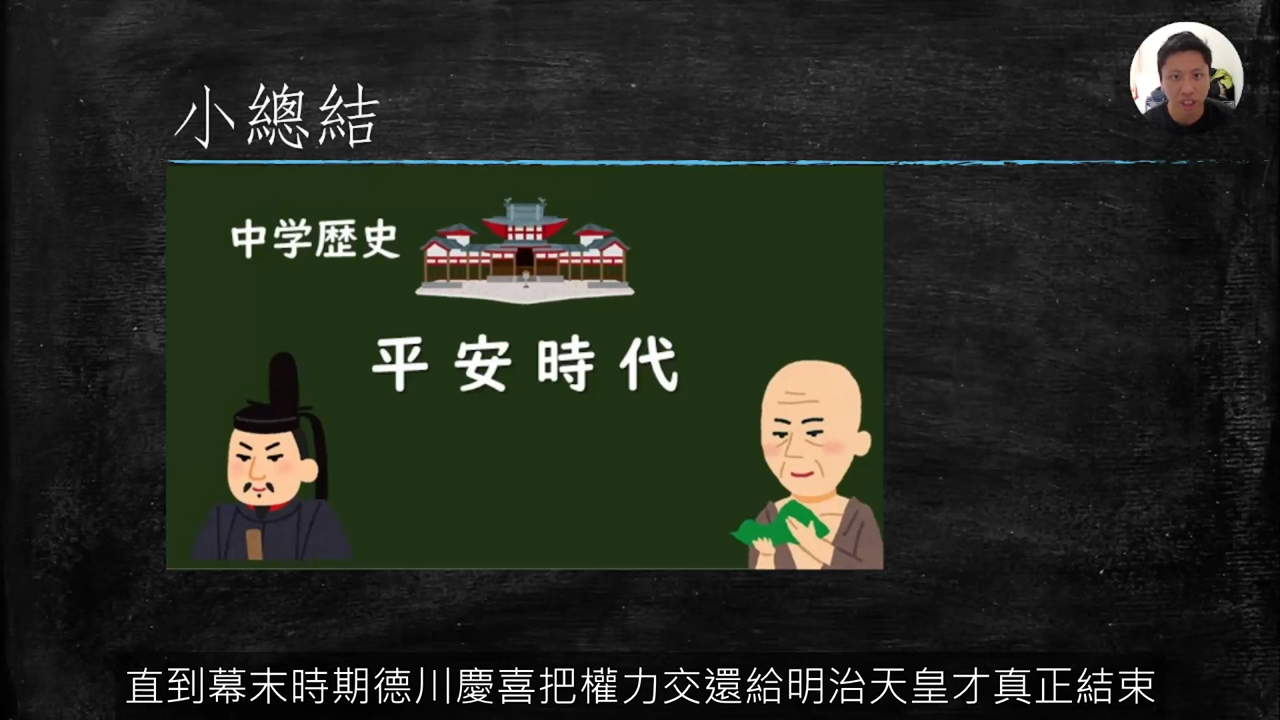 小總結
中学歴史
平安時代
直到幕末時期德川慶喜把權力交還給明治天皇才真正結束